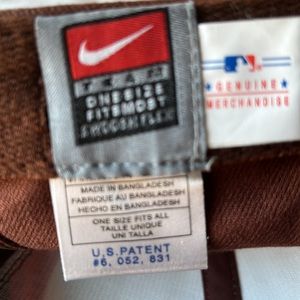 TEAM
ONE SIZE
FITS MOST
GENUINE
MERCHANDISE
MADE IN BANGLADESH
FABRIQUE AU BANGLADESH
HECHO EN BANGLADESH
ONE SIZE FITS ALL
TAILLE UNIQUE
UNI TALLA
U.S. PATENT
#6, 052, 831